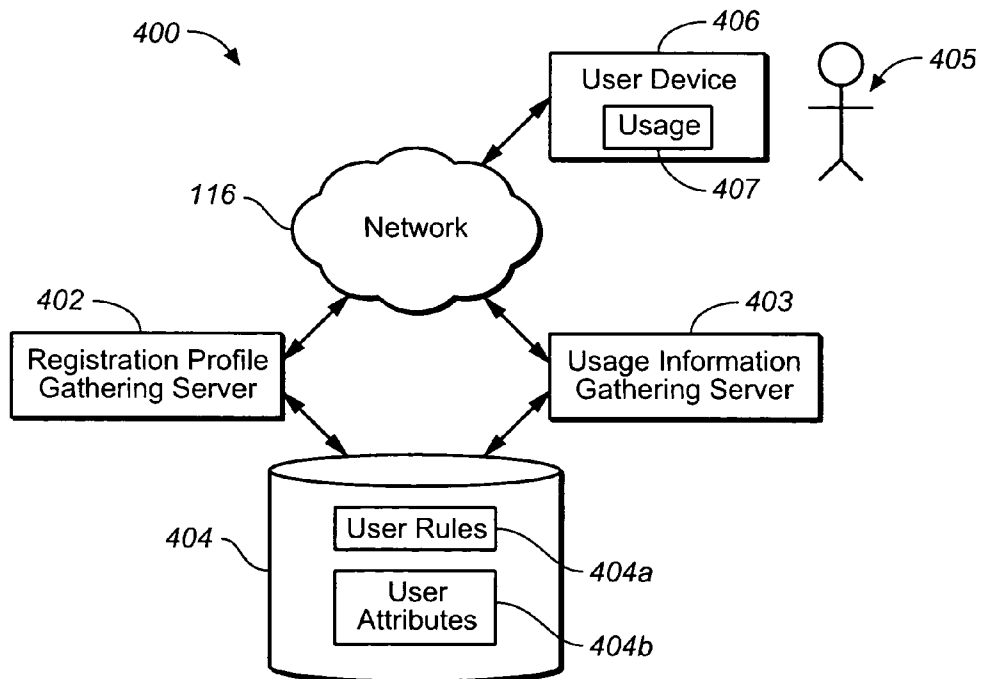 400
406
User Device
405
Usage
407
116
Network
402
403
Registration Profile
Gathering Server
Usage Information
Gathering Server
User Rules
404
404a
User
Attributes
404b